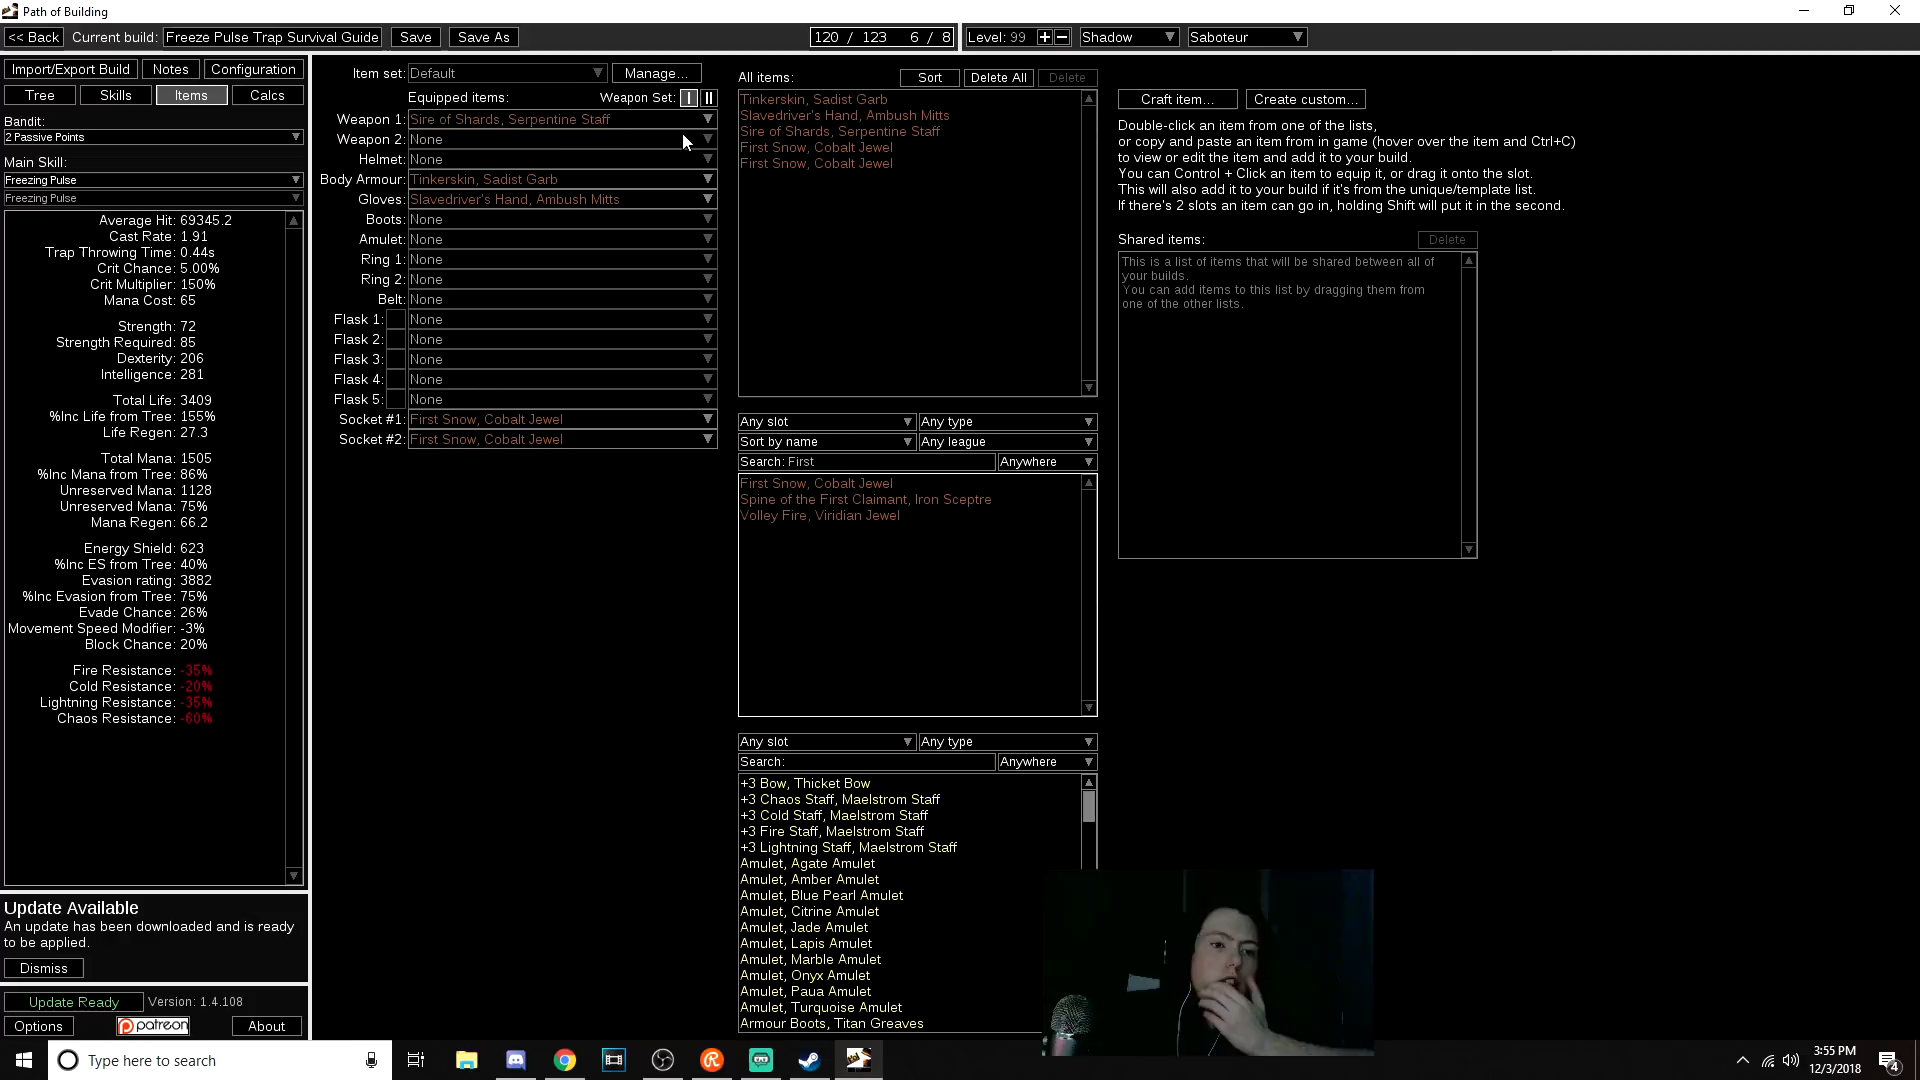 Path of Building
<< Back Current build: Freeze Pulse Trap Survival Guide Save Save As 120 / 123 6 / 8 Level: 99 + - Shadow Saboteur
Import/Export Build Notes Configuration
Tree Skills Items Calcs
Bandit:
2 Passive Points
Main Skill:
Freezing Pulse
Freezing Pulse
Average Hit: 69345.2
Cast Rate: 1.91
Trap Throwing Time: 0.44s
Crit Chance: 5.00%
Crit Multiplier: 150%
Mana Cost: 65
Strength: 72
Strength Required: 85
Dexterity: 206
Intelligence: 281
Total Life: 3409
%Inc Life from Tree: 155%
Life Regen: 27.3
Total Mana: 1505
%Inc Mana from Tree: 86%
Unreserved Mana: 1128
Unreserved Mana: 75%
Mana Regen: 66.2
Energy Shield: 623
%Inc ES from Tree: 40%
Evasion rating: 3882
%Inc Evasion from Tree: 75%
Evade Chance: 26%
Movement Speed Modifier: -3%
Block Chance: 20%
Fire Resistance: -35%
Cold Resistance: -20%
Lightning Resistance: -35%
Chaos Resistance: -60%
Update Available
An update has been downloaded and is ready
to be applied.
Dismiss
Update Ready Version: 1.4.108
Options patreon About
Item set: Default Manage...
Equipped items: Weapon Set: I II
Weapon 1: Sire of Shards, Serpentine Staff
Weapon 2: None
Helmet: None
Body Armour: Tinkerskin, Sadist Garb
Gloves: Slavedriver's Hand, Ambush Mitts
Boots: None
Amulet: None
Ring 1: None
Ring 2: None
Belt: None
Flask 1: None
Flask 2: None
Flask 3: None
Flask 4: None
Flask 5: None
Socket #1: First Snow, Cobalt Jewel
Socket #2: First Snow, Cobalt Jewel
All items: Sort Delete All Delete
Tinkerskin, Sadist Garb
Slavedriver's Hand, Ambush Mitts
Sire of Shards, Serpentine Staff
First Snow, Cobalt Jewel
First Snow, Cobalt Jewel
Any slot Any type
Sort by name Any league
Search: First Anywhere
First Snow, Cobalt Jewel
Spine of the First Claimant, Iron Sceptre
Volley Fire, Viridian Jewel
Any slot Any type
Search: Anywhere
+3 Bow, Thicket Bow
+3 Chaos Staff, Maelstrom Staff
+3 Cold Staff, Maelstrom Staff
+3 Fire Staff, Maelstrom Staff
+3 Lightning Staff, Maelstrom Staff
Amulet, Agate Amulet
Amulet, Amber Amulet
Amulet, Blue Pearl Amulet
Amulet, Citrine Amulet
Amulet, Jade Amulet
Amulet, Lapis Amulet
Amulet, Marble Amulet
Amulet, Onyx Amulet
Amulet, Paua Amulet
Amulet, Turquoise Amulet
Armour Boots, Titan Greaves
Craft item... Create custom...
Double-click an item from one of the lists,
or copy and paste an item from in game (hover over the item and Ctrl+C)
to view or edit the item and add it to your build.
You can Control + Click an item to equip it, or drag it onto the slot.
This will also add it to your build if it's from the unique/template list.
If there's 2 slots an item can go in, holding Shift will put it in the second.
Shared items: Delete
This is a list of items that will be shared between all of
your builds.
You can add items to this list by dragging them from
one of the other lists.
Type here to search
3:55 PM
12/3/2018
4